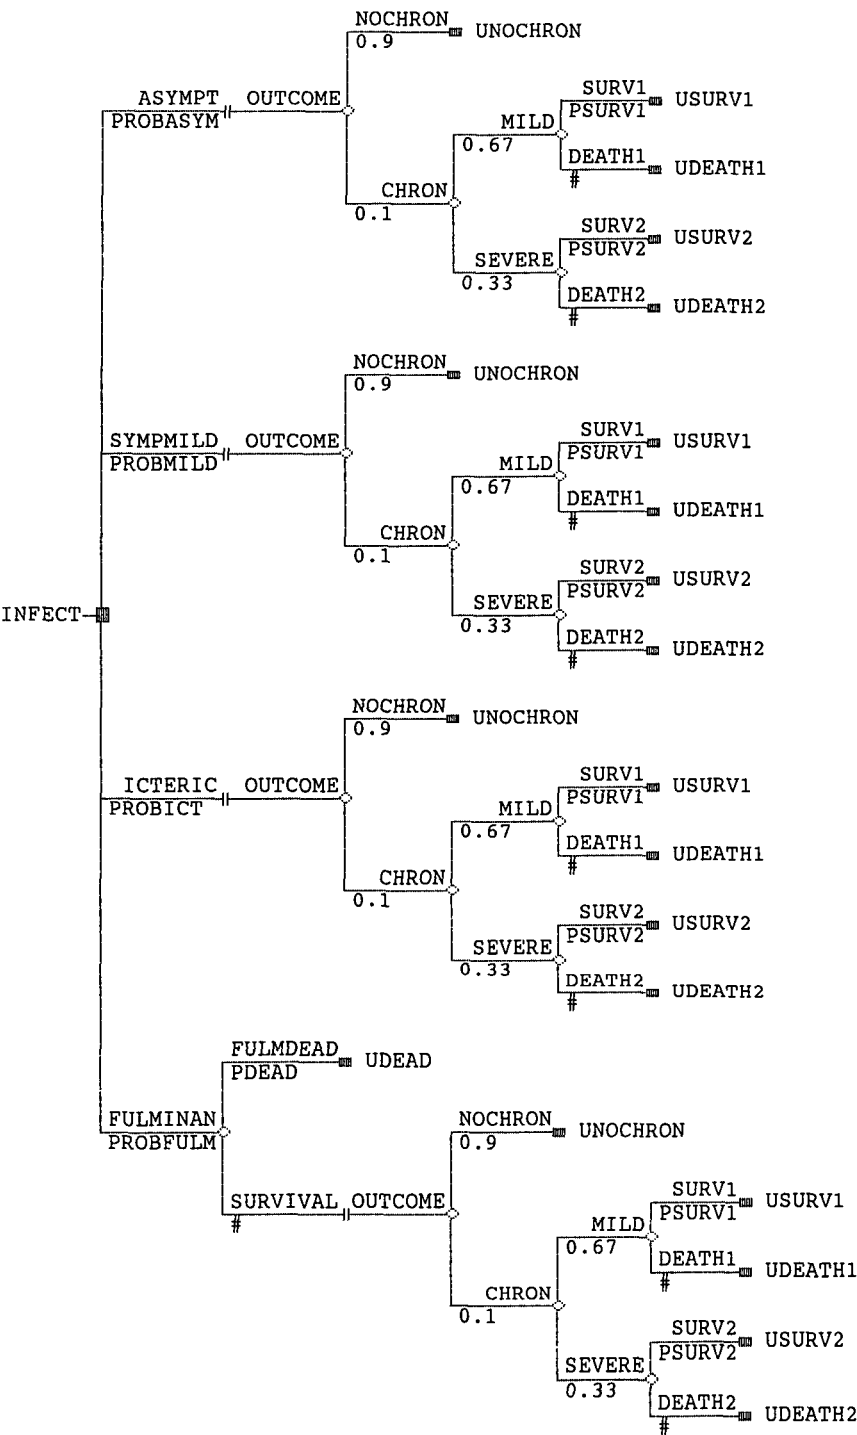 NOCHRON
0.9
UNOCHRON
ASYMPT
PROBASYM
OUTCOME
SURV1
PSURV1
USURV1
MILD
0.67
DEATH1
#
UDEATH1
CHRON
0.1
SURV2
PSURV2
USURV2
SEVERE
0.33
DEATH2
#
UDEATH2
NOCHRON
0.9
UNOCHRON
SYMPMILD
PROBMILD
OUTCOME
SURV1
PSURV1
USURV1
MILD
0.67
DEATH1
#
UDEATH1
CHRON
0.1
SURV2
PSURV2
USURV2
SEVERE
0.33
DEATH2
#
UDEATH2
INFECT
NOCHRON
0.9
UNOCHRON
ICTERIC
PROBICT
OUTCOME
SURV1
PSURV1
USURV1
MILD
0.67
DEATH1
#
UDEATH1
CHRON
0.1
SURV2
PSURV2
USURV2
SEVERE
0.33
DEATH2
#
UDEATH2
FULMDEAD
PDEAD
UDEAD
FULMINAN
PROBFULM
NOCHRON
0.9
UNOCHRON
SURVIVAL
#
OUTCOME
SURV1
PSURV1
USURV1
MILD
0.67
DEATH1
#
UDEATH1
CHRON
0.1
SURV2
PSURV2
USURV2
SEVERE
0.33
DEATH2
#
UDEATH2